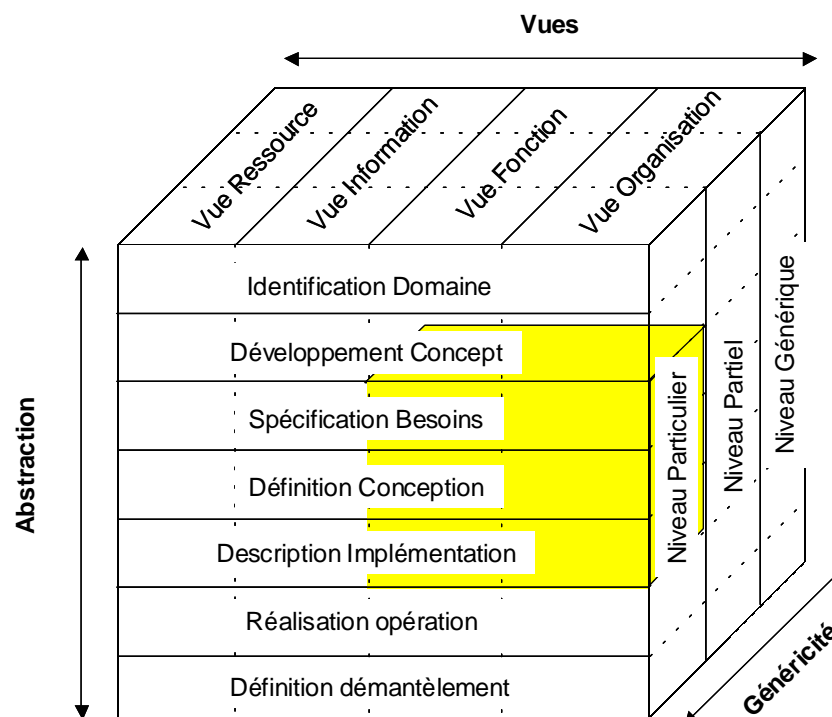 Vues
Vue Ressource
Vue Information
Vue Fonction
Vue Organisation
Identification Domaine
Développement Concept
Spécification Besoins
Définition Conception
Description Implémentation
Réalisation opération
Définition démantèlement
Niveau Particulier
Niveau Partiel
Niveau Générique
Abstraction
Généricité